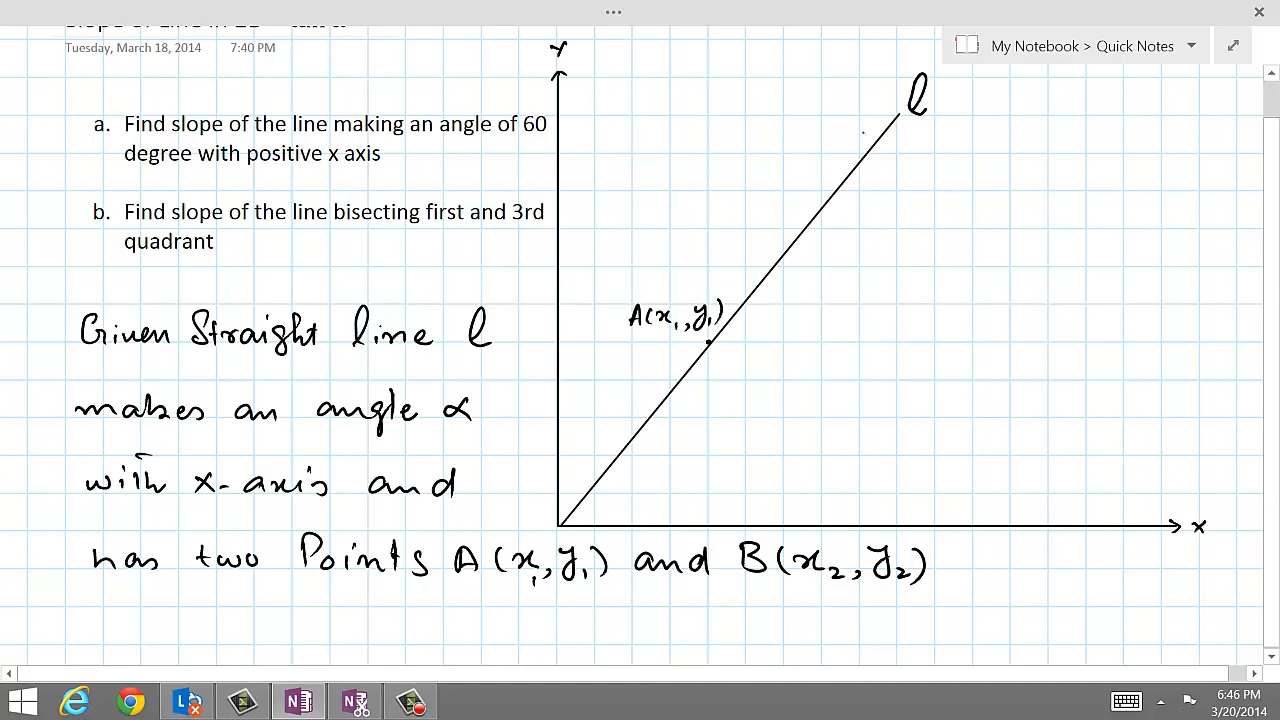 Tuesday, March 18, 2014 7:40 PM
My Notebook > Quick Notes
a. Find slope of the line making an angle of 60
degree with positive x axis
b. Find slope of the line bisecting first and 3rd
quadrant
Given Straight line l
makes an angle α
with x-axis and
has two Points A(x₁,y₁) and B(x₂,y₂)
Y
l
A(x₁,y₁)
x
6:46 PM
3/20/2014